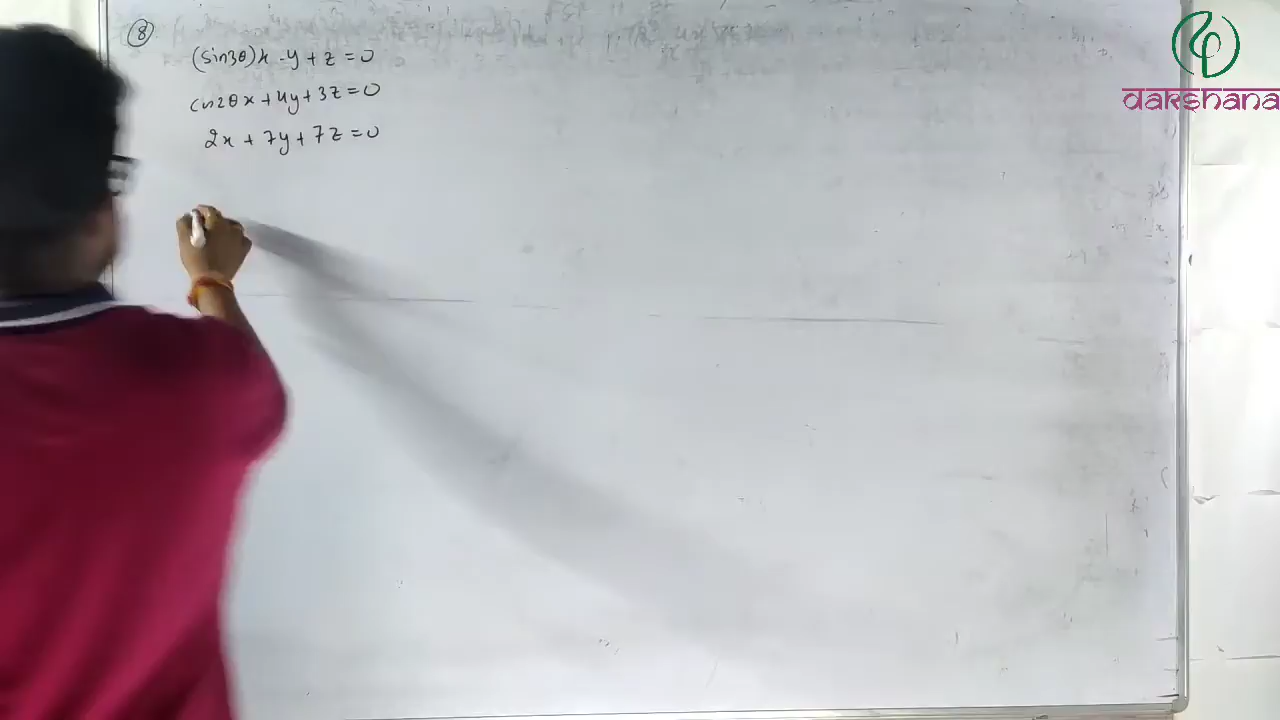 8
(sin3θ)x - y + z = 0
cos2θ x + 4y + 3z = 0
2x + 7y + 7z = 0
dakshana